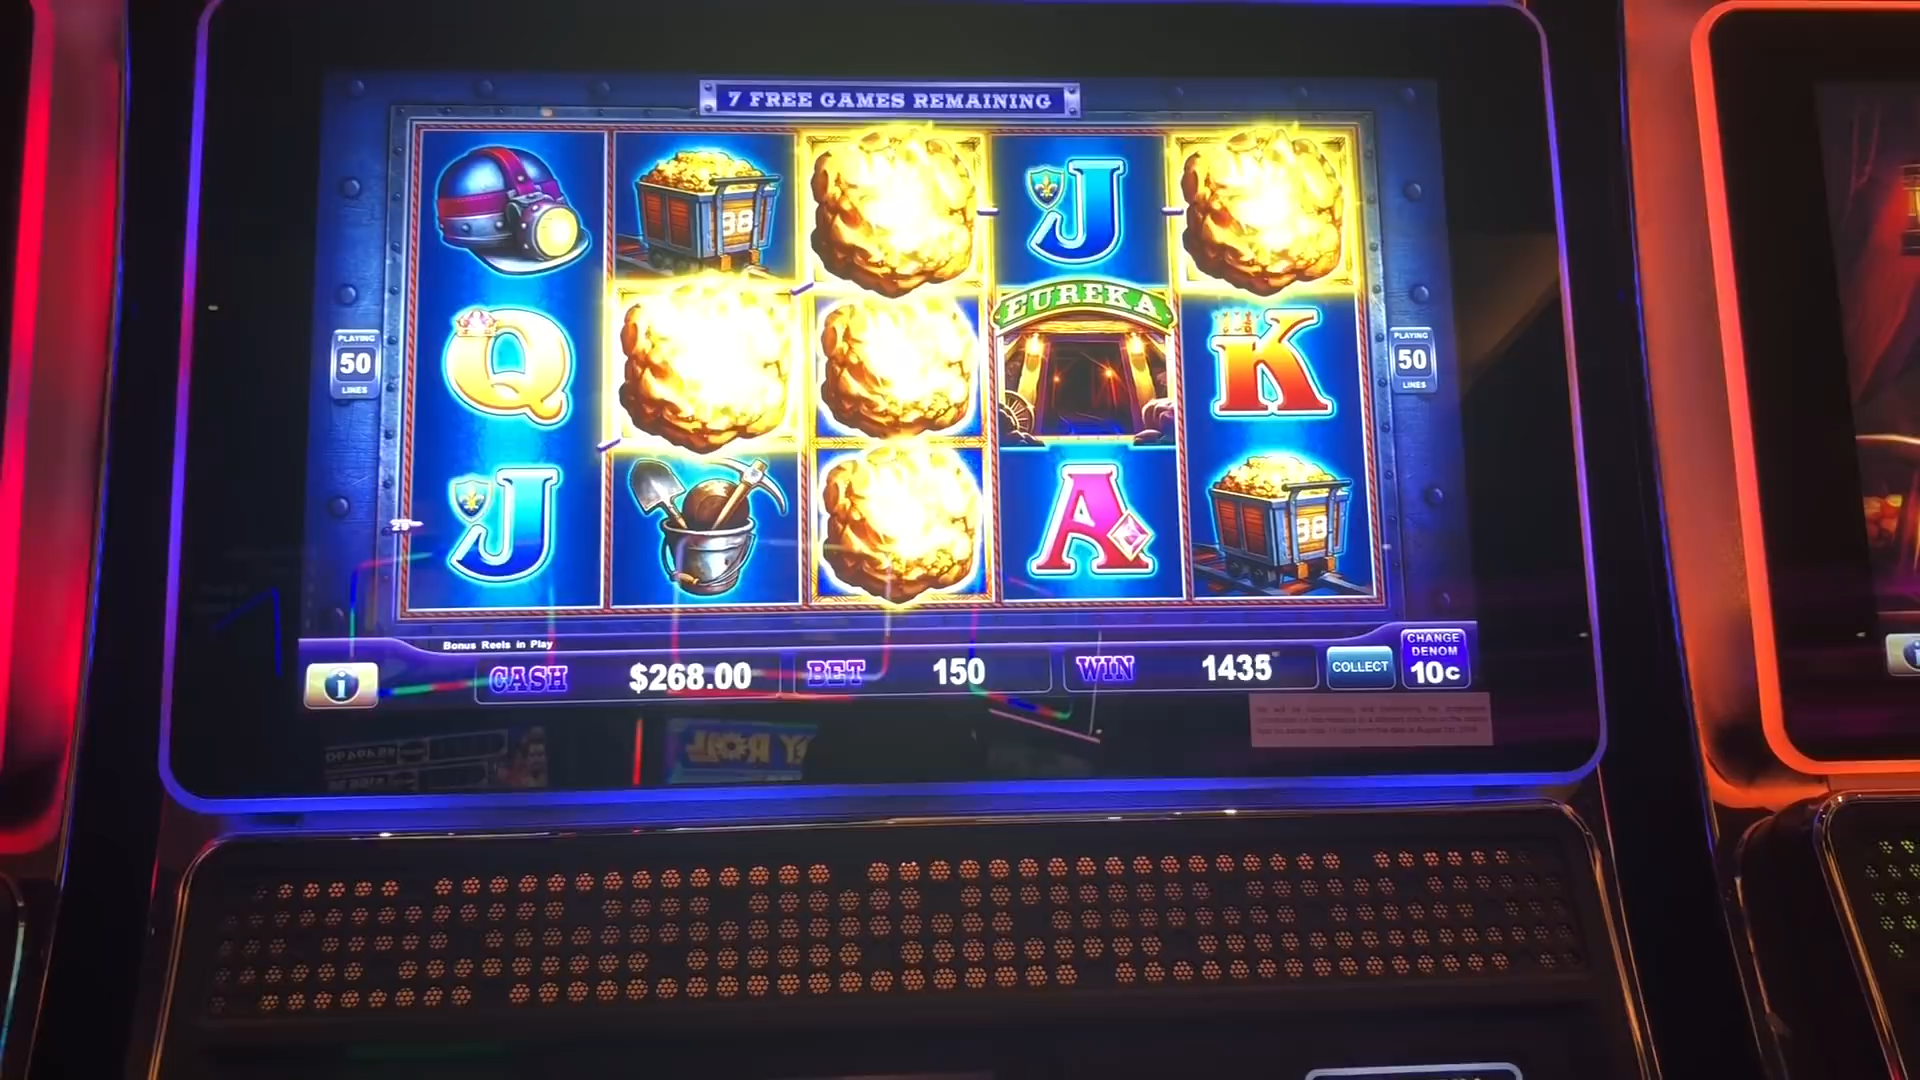 7 FREE GAMES REMAINING
J
38
EUREKA
PLAYING
50
LINES
Q
K
PLAYING
50
LINES
J
A
38
Bonus Reels in Play
CASH $268.00 BET 150 WIN 1435
COLLECT
CHANGE
DENOM
10¢